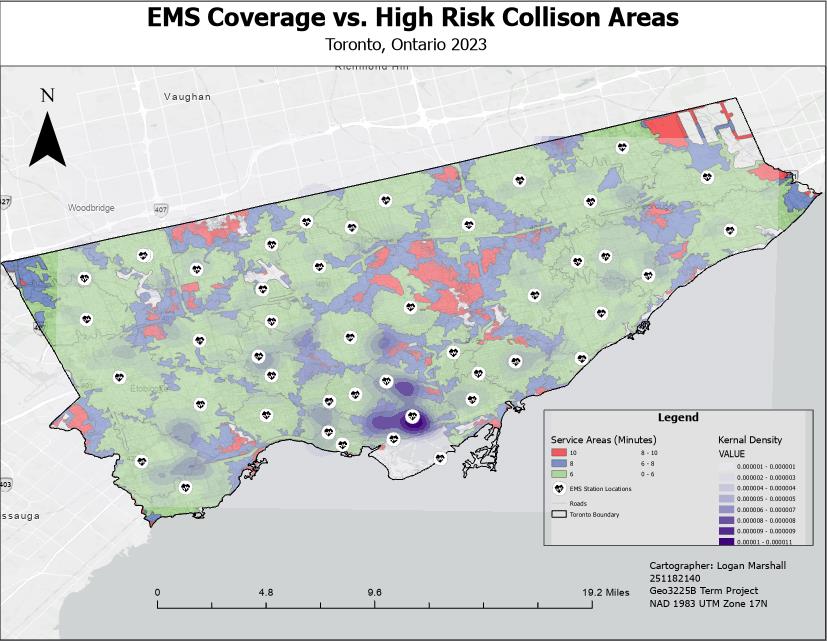 EMS Coverage vs. High Risk Collison Areas
Toronto, Ontario 2023
Richmond Hill
N
Vaughan
Woodbridge
407
27
Etobicoke
403
ssauga
Legend
Service Areas (Minutes)
10 8 - 10
8 6 - 8
6 0 - 6
EMS Station Locations
Roads
Toronto Boundary
Kernal Density
VALUE
0.000001 - 0.000001
0.000002 - 0.000003
0.000004 - 0.000004
0.000005 - 0.000005
0.000006 - 0.000007
0.000008 - 0.000008
0.000009 - 0.000009
0.00001 - 0.000011
Cartographer: Logan Marshall
251182140
Geo3225B Term Project
NAD 1983 UTM Zone 17N
0 4.8 9.6 19.2 Miles